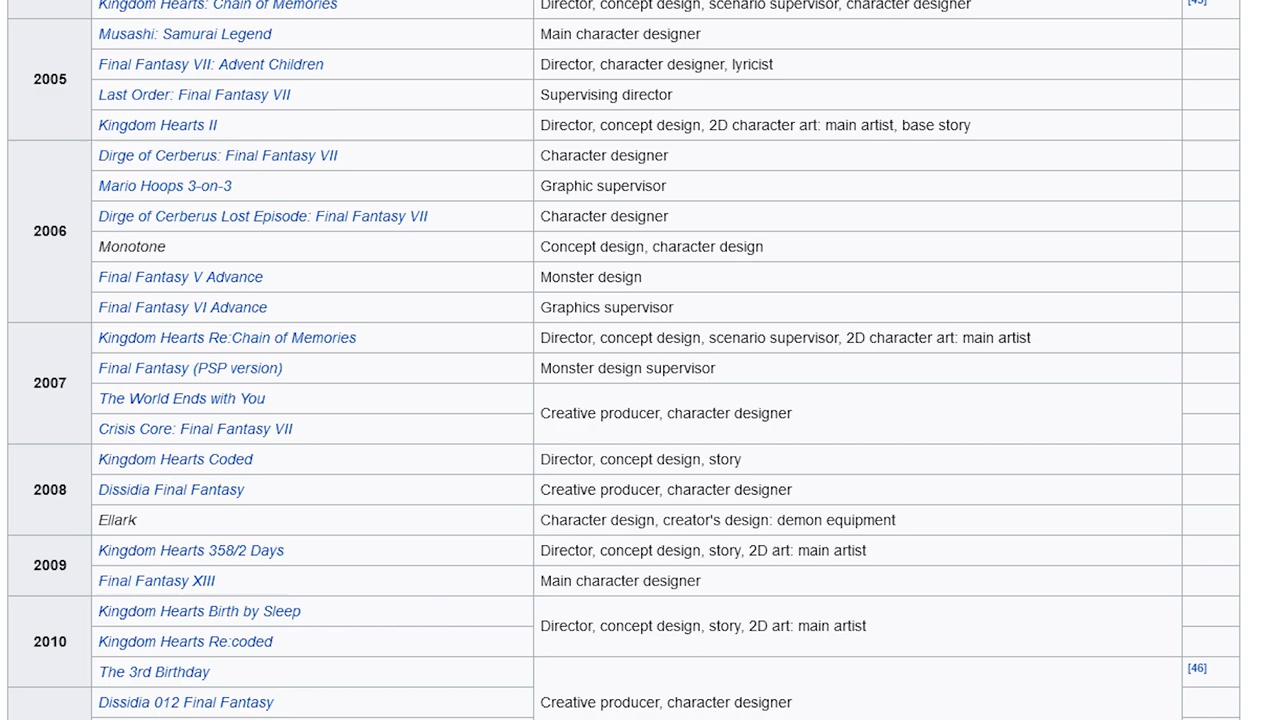 Kingdom Hearts: Chain of Memories Director, concept design, scenario supervisor, character designer [45]
Musashi: Samurai Legend Main character designer
Final Fantasy VII: Advent Children Director, character designer, lyricist
2005
Last Order: Final Fantasy VII Supervising director
Kingdom Hearts II Director, concept design, 2D character art: main artist, base story
Dirge of Cerberus: Final Fantasy VII Character designer
Mario Hoops 3-on-3 Graphic supervisor
Dirge of Cerberus Lost Episode: Final Fantasy VII Character designer
2006
Monotone Concept design, character design
Final Fantasy V Advance Monster design
Final Fantasy VI Advance Graphics supervisor
Kingdom Hearts Re:Chain of Memories Director, concept design, scenario supervisor, 2D character art: main artist
Final Fantasy (PSP version) Monster design supervisor
2007
The World Ends with You
Creative producer, character designer
Crisis Core: Final Fantasy VII
Kingdom Hearts Coded Director, concept design, story
2008 Dissidia Final Fantasy Creative producer, character designer
Ellark Character design, creator's design: demon equipment
Kingdom Hearts 358/2 Days Director, concept design, story, 2D art: main artist
2009
Final Fantasy XIII Main character designer
Kingdom Hearts Birth by Sleep
Director, concept design, story, 2D art: main artist
2010 Kingdom Hearts Re:coded
The 3rd Birthday [46]
Dissidia 012 Final Fantasy Creative producer, character designer